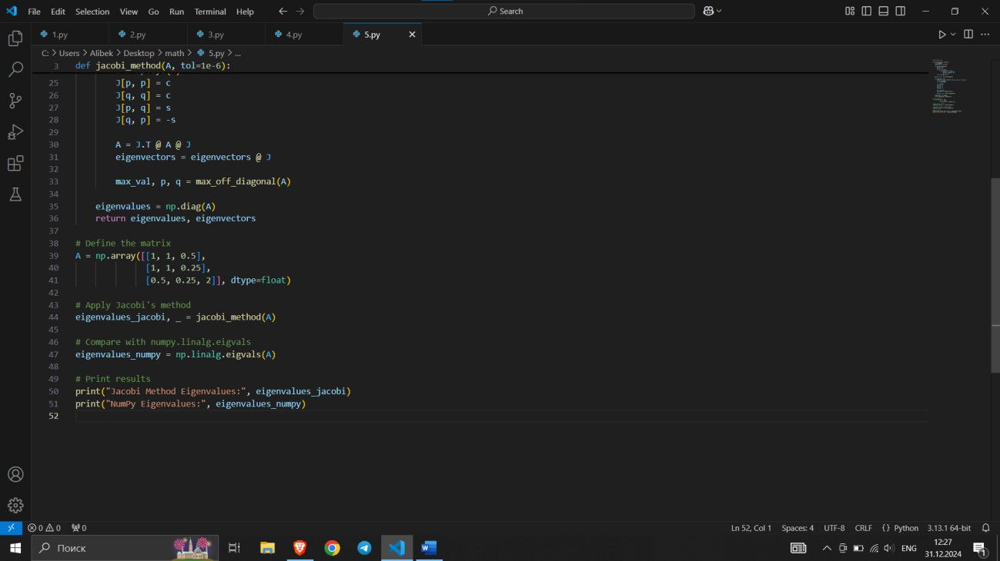 File Edit Selection View Go Run Terminal Help Search
1.py 2.py 3.py 4.py 5.py
C: > Users > Alibek > Desktop > math > 5.py > ...
3 def jacobi_method(A, tol=1e-6):
25 J[p, p] = c
26 J[q, q] = c
27 J[p, q] = s
28 J[q, p] = -s
29
30 A = J.T @ A @ J
31 eigenvectors = eigenvectors @ J
32
33 max_val, p, q = max_off_diagonal(A)
34
35 eigenvalues = np.diag(A)
36 return eigenvalues, eigenvectors
37
38 # Define the matrix
39 A = np.array([[1, 1, 0.5],
40 [1, 1, 0.25],
41 [0.5, 0.25, 2]], dtype=float)
42
43 # Apply Jacobi's method
44 eigenvalues_jacobi, _ = jacobi_method(A)
45
46 # Compare with numpy.linalg.eigvals
47 eigenvalues_numpy = np.linalg.eigvals(A)
48
49 # Print results
50 print("Jacobi Method Eigenvalues:", eigenvalues_jacobi)
51 print("NumPy Eigenvalues:", eigenvalues_numpy)
52
0 0 0 Ln 52, Col 1 Spaces: 4 UTF-8 CRLF {} Python 3.13.1 64-bit
Поиск ENG 12:27
31.12.2024 1